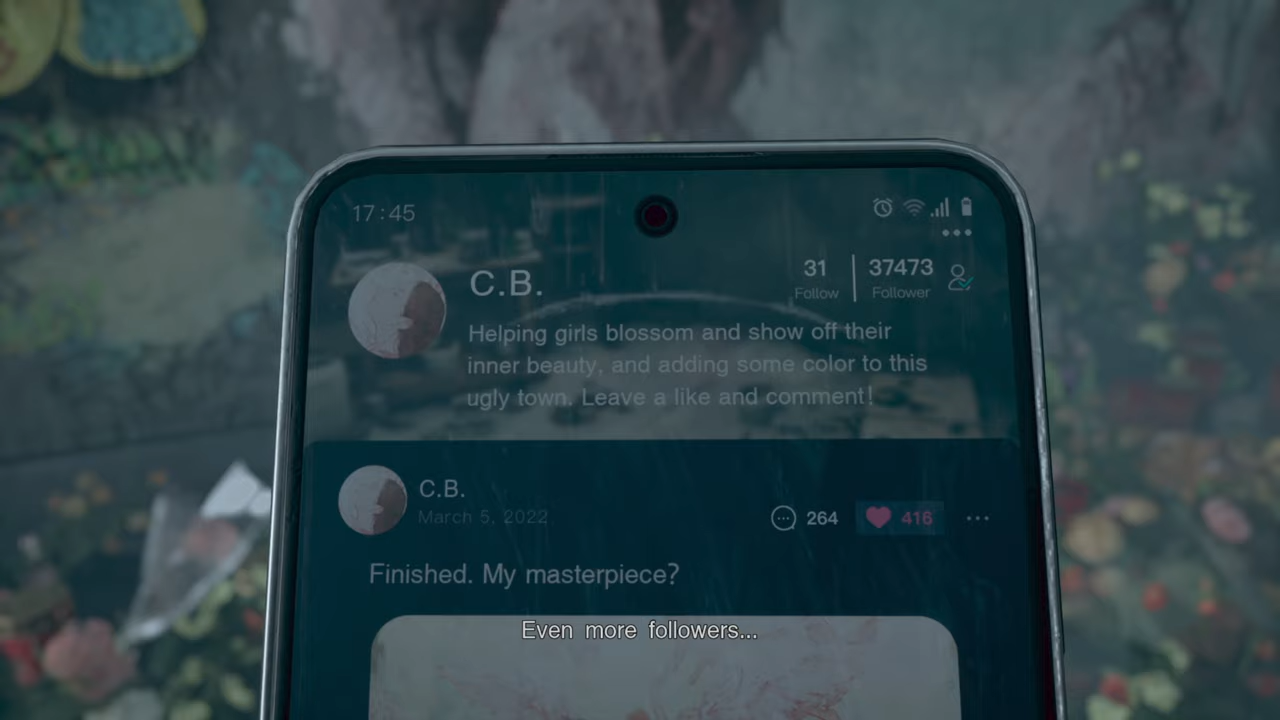 17:45
C.B.
31
Follow
37473
Follower
Helping girls blossom and show off their
inner beauty, and adding some color to this
ugly town. Leave a like and comment!
C.B.
March 5, 2022
264
416
Finished. My masterpiece?
Even more followers...